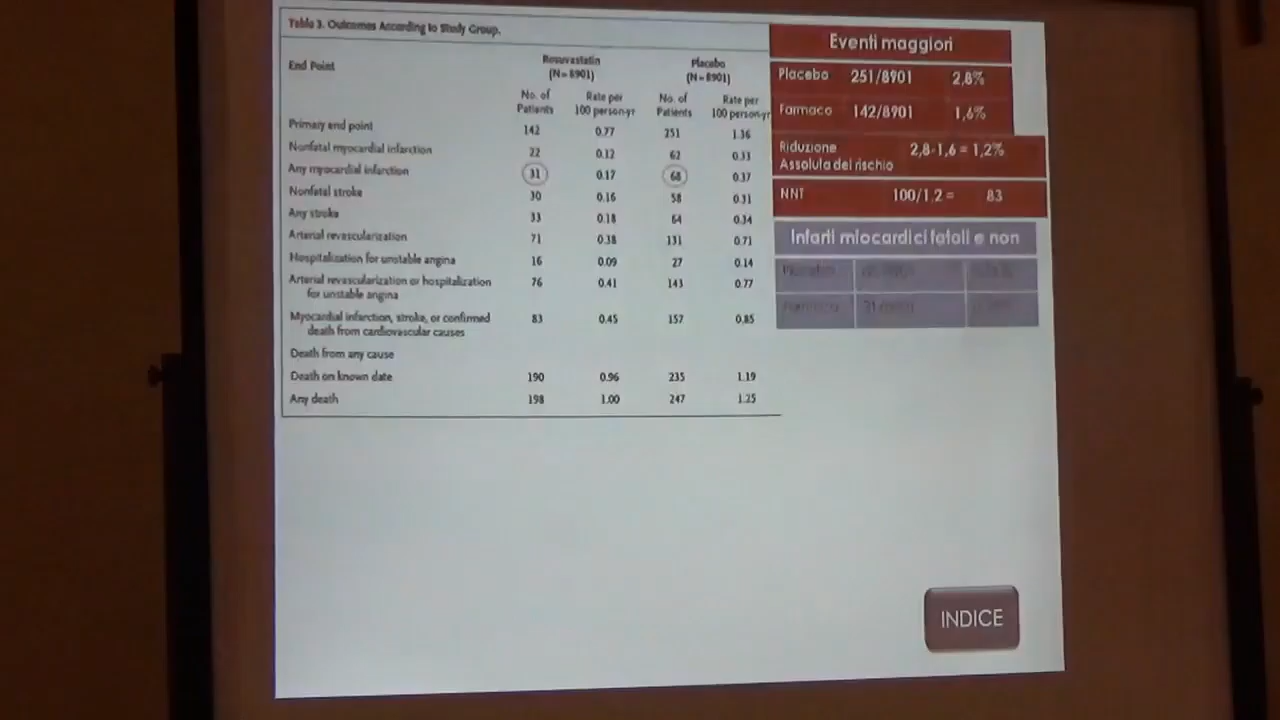 Table 3. Outcomes According to Study Group.
End Point
Rosuvastatin
(N=8901)
Placebo
(N=8901)
No. of
Patients
Rate per
100 person-yr
No. of
Patients
Rate per
100 person-yr
Primary end point 142 0.77 251 1.36
Nonfatal myocardial infarction 22 0.12 62 0.33
Any myocardial infarction 31 0.17 68 0.37
Nonfatal stroke 30 0.16 58 0.31
Any stroke 33 0.18 64 0.34
Arterial revascularization 71 0.38 131 0.71
Hospitalization for unstable angina 16 0.09 27 0.14
Arterial revascularization or hospitalization 76 0.41 143 0.77
for unstable angina
Myocardial infarction, stroke, or confirmed 83 0.45 157 0.85
death from cardiovascular causes
Death from any cause
Death on known date 190 0.96 235 1.19
Any death 198 1.00 247 1.25
Eventi maggiori
Placebo 251/8901 2,8%
Farmaco 142/8901 1,6%
Riduzione 2,8-1,6 = 1,2%
Assoluta del rischio
NNT 100/1,2 = 83
Infarti miocardici fatali e non
Placebo
Farmaco
INDICE